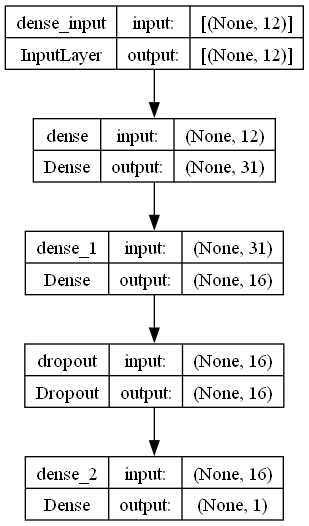 dense_input input: [(None, 12)]
InputLayer output: [(None, 12)]
dense input: (None, 12)
Dense output: (None, 31)
dense_1 input: (None, 31)
Dense output: (None, 16)
dropout input: (None, 16)
Dropout output: (None, 16)
dense_2 input: (None, 16)
Dense output: (None, 1)